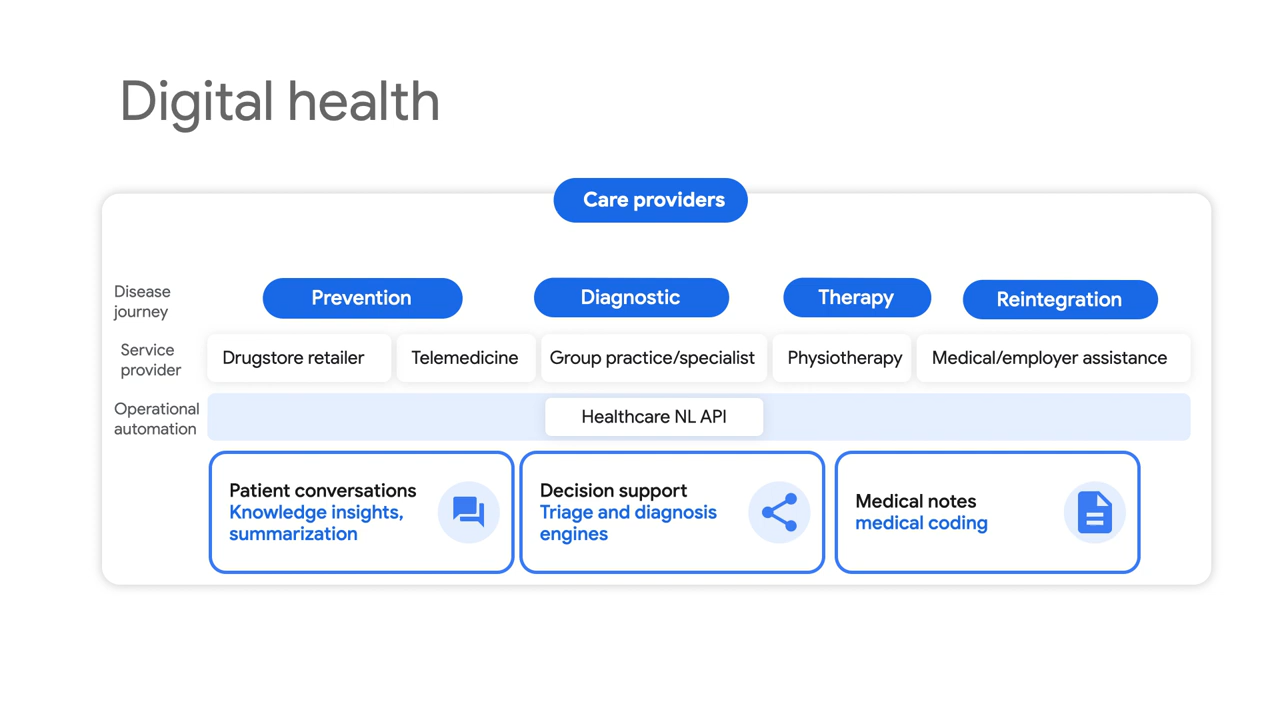 Digital health
Care providers
Disease
journey
Prevention
Diagnostic
Therapy
Reintegration
Service
provider
Drugstore retailer
Telemedicine
Group practice/specialist
Physiotherapy
Medical/employer assistance
Operational
automation
Healthcare NL API
Patient conversations
Knowledge insights,
summarization
Decision support
Triage and diagnosis
engines
Medical notes
medical coding